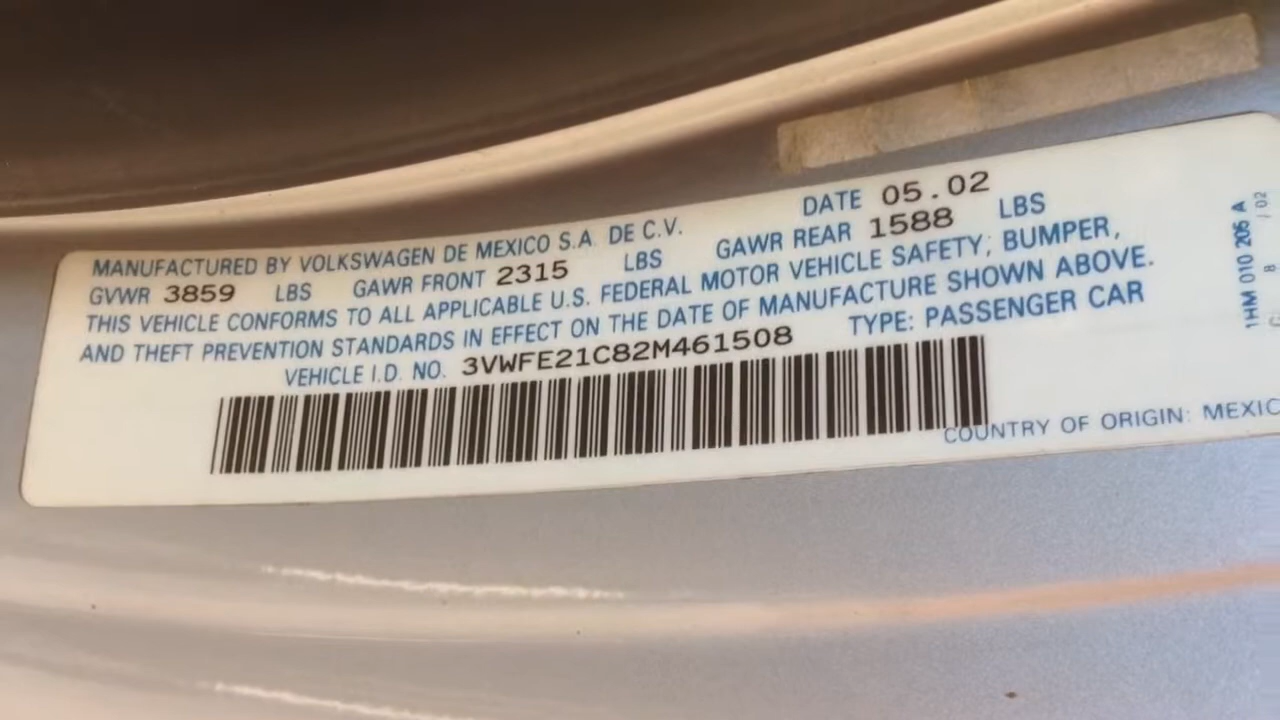 MANUFACTURED BY VOLKSWAGEN DE MEXICO S.A. DE C.V. DATE 05.02
GVWR 3859 LBS GAWR FRONT 2315 LBS GAWR REAR 1588 LBS
THIS VEHICLE CONFORMS TO ALL APPLICABLE U.S. FEDERAL MOTOR VEHICLE SAFETY, BUMPER,
AND THEFT PREVENTION STANDARDS IN EFFECT ON THE DATE OF MANUFACTURE SHOWN ABOVE.
VEHICLE I.D. NO. 3VWFE21C82M461508 TYPE: PASSENGER CAR
COUNTRY OF ORIGIN: MEXIC
1HM 010 205 A
/ 02